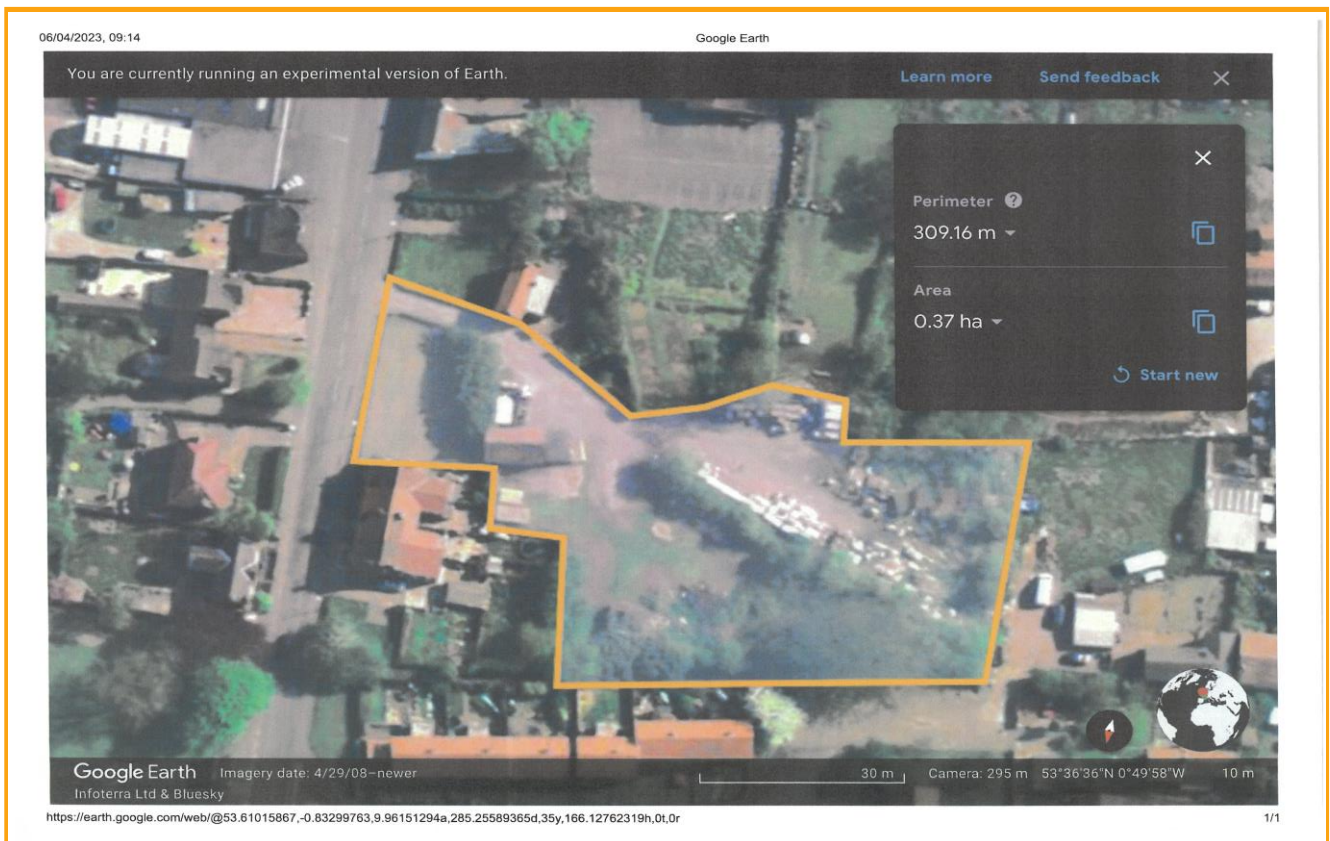 06/04/2023, 09:14
Google Earth
You are currently running an experimental version of Earth.
Learn more
Send feedback
Perimeter
309.16 m
Area
0.37 ha
Start new
Google Earth
Imagery date: 4/29/08–newer
30 m
Camera: 295 m
53°36'36"N 0°49'58"W
10 m
Infoterra Ltd & Bluesky
https://earth.google.com/web/@53.61015867,-0.83299763,9.96151294a,285.25589365d,35y,166.12762319h,0t,0r
1/1